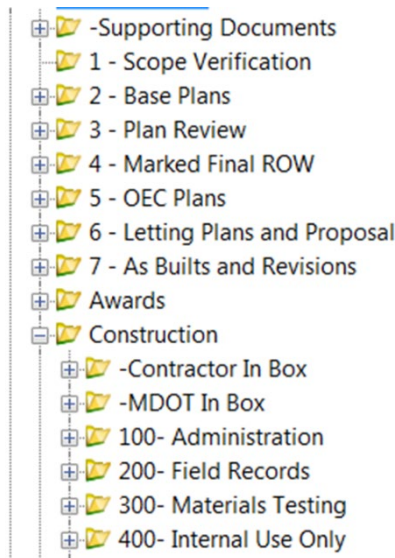 -Supporting Documents
1 - Scope Verification
2 - Base Plans
3 - Plan Review
4 - Marked Final ROW
5 - OEC Plans
6 - Letting Plans and Proposal
7 - As Builts and Revisions
Awards
Construction
-Contractor In Box
-MDOT In Box
100- Administration
200- Field Records
300- Materials Testing
400- Internal Use Only